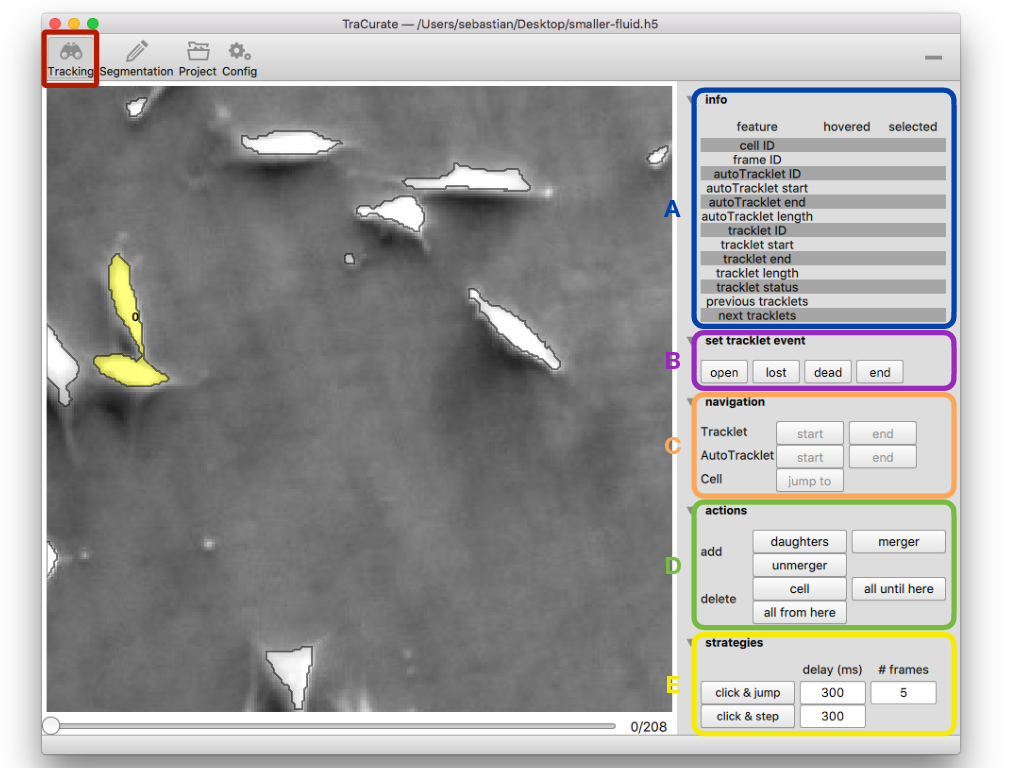 TraCurate — /Users/sebastian/Desktop/smaller-fluid.h5
Tracking Segmentation Project Config
info
feature hovered selected
cell ID
frame ID
autoTracklet ID
autoTracklet start
autoTracklet end
autoTracklet length
tracklet ID
tracklet start
tracklet end
tracklet length
tracklet status
previous tracklets
next tracklets
A
set tracklet event
B
open lost dead end
navigation
Tracklet start end
C
AutoTracklet start end
Cell jump to
actions
add daughters merger
unmerger
D
delete cell all until here
all from here
strategies
delay (ms) # frames
E
click & jump 300 5
click & step 300
0
0/208